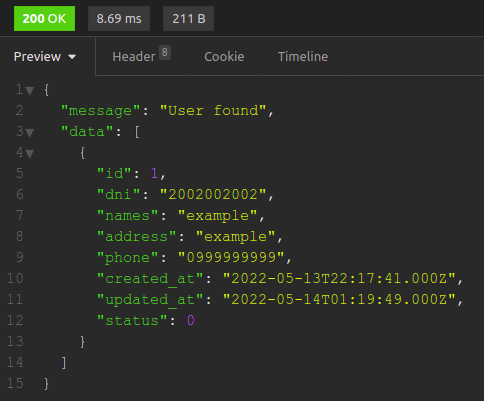 200 OK 8.69 ms 211 B
Preview Header 8 Cookie Timeline
1 {
2 "message": "User found",
3 "data": [
4 {
5 "id": 1,
6 "dni": "2002002002",
7 "names": "example",
8 "address": "example",
9 "phone": "0999999999",
10 "created_at": "2022-05-13T22:17:41.000Z",
11 "updated_at": "2022-05-14T01:19:49.000Z",
12 "status": 0
13 }
14 ]
15 }